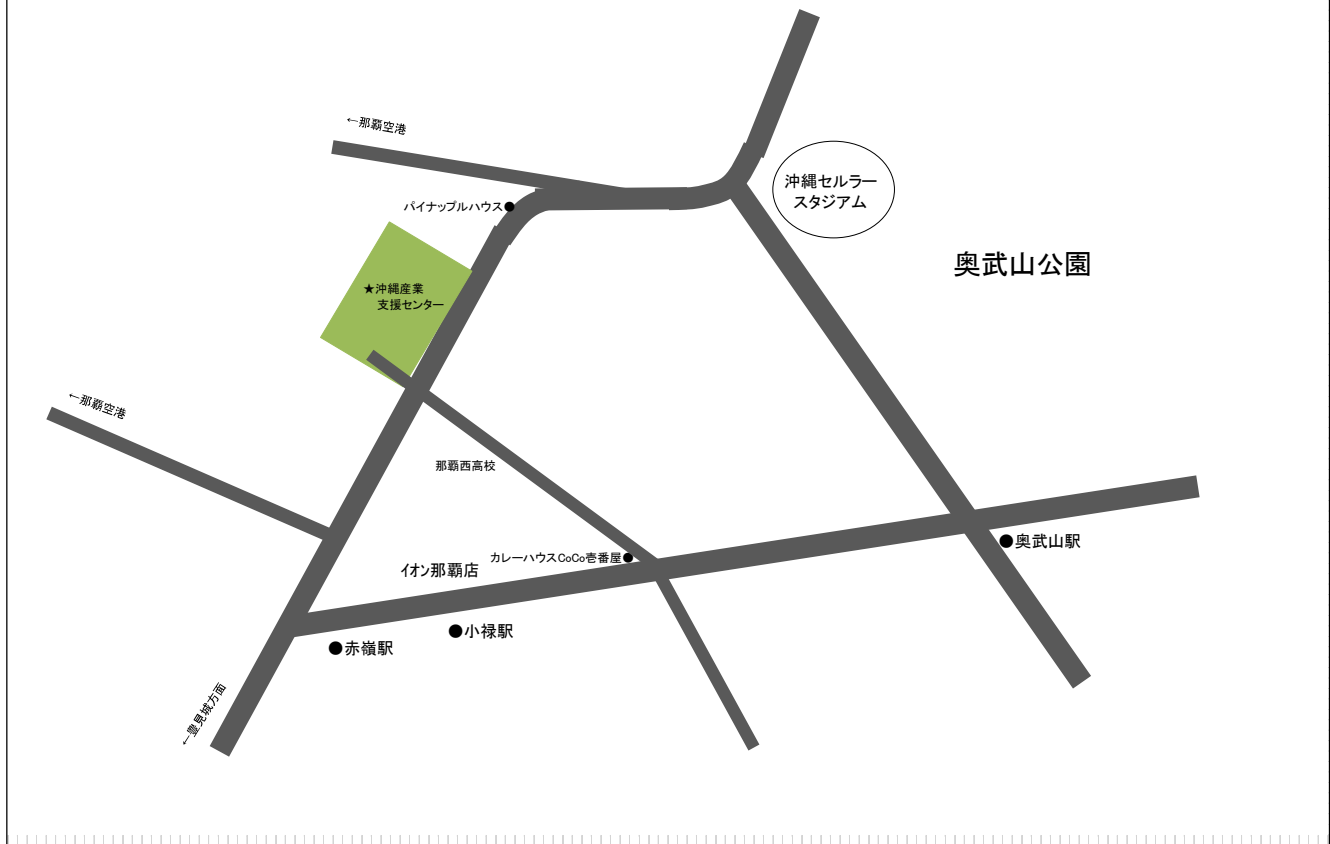 ←那覇空港
沖縄セルラー
スタジアム
パイナップルハウス●
奥武山公園
★沖縄産業
支援センター
←那覇空港
那覇西高校
●奥武山駅
カレーハウスCoCo壱番屋●
イオン那覇店
●小禄駅
●赤嶺駅
←豊見城方面